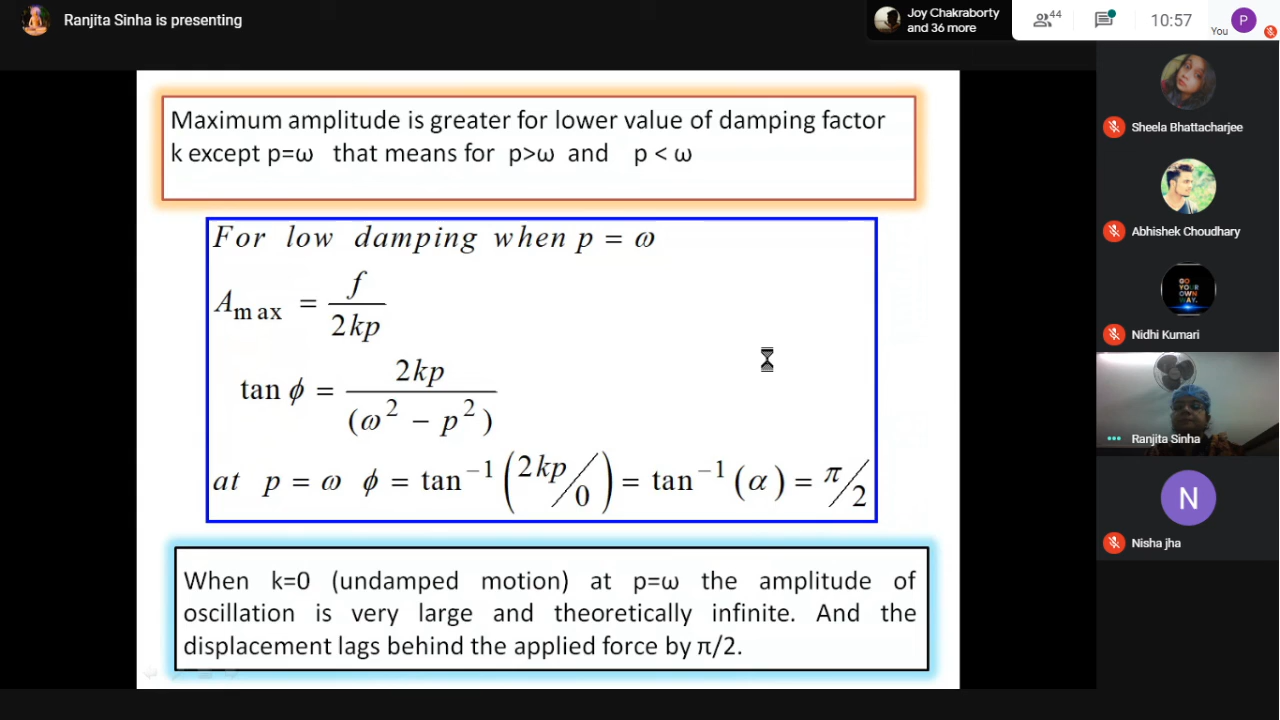 Ranjita Sinha is presenting
Joy Chakraborty
and 36 more
44
10:57
You
P
Maximum amplitude is greater for lower value of damping factor
k except p=ω that means for p>ω and p < ω
For low damping when p = ω
A_max = f / 2kp
tan ϕ = 2kp / (ω² − p²)
at p = ω ϕ = tan⁻¹(2kp/0) = tan⁻¹(α) = π/2
When k=0 (undamped motion) at p=ω the amplitude of
oscillation is very large and theoretically infinite. And the
displacement lags behind the applied force by π/2.
Sheela Bhattacharjee
Abhishek Choudhary
GO
YOUR
OWN
WAY.
Nidhi Kumari
Ranjita Sinha
N
Nisha jha